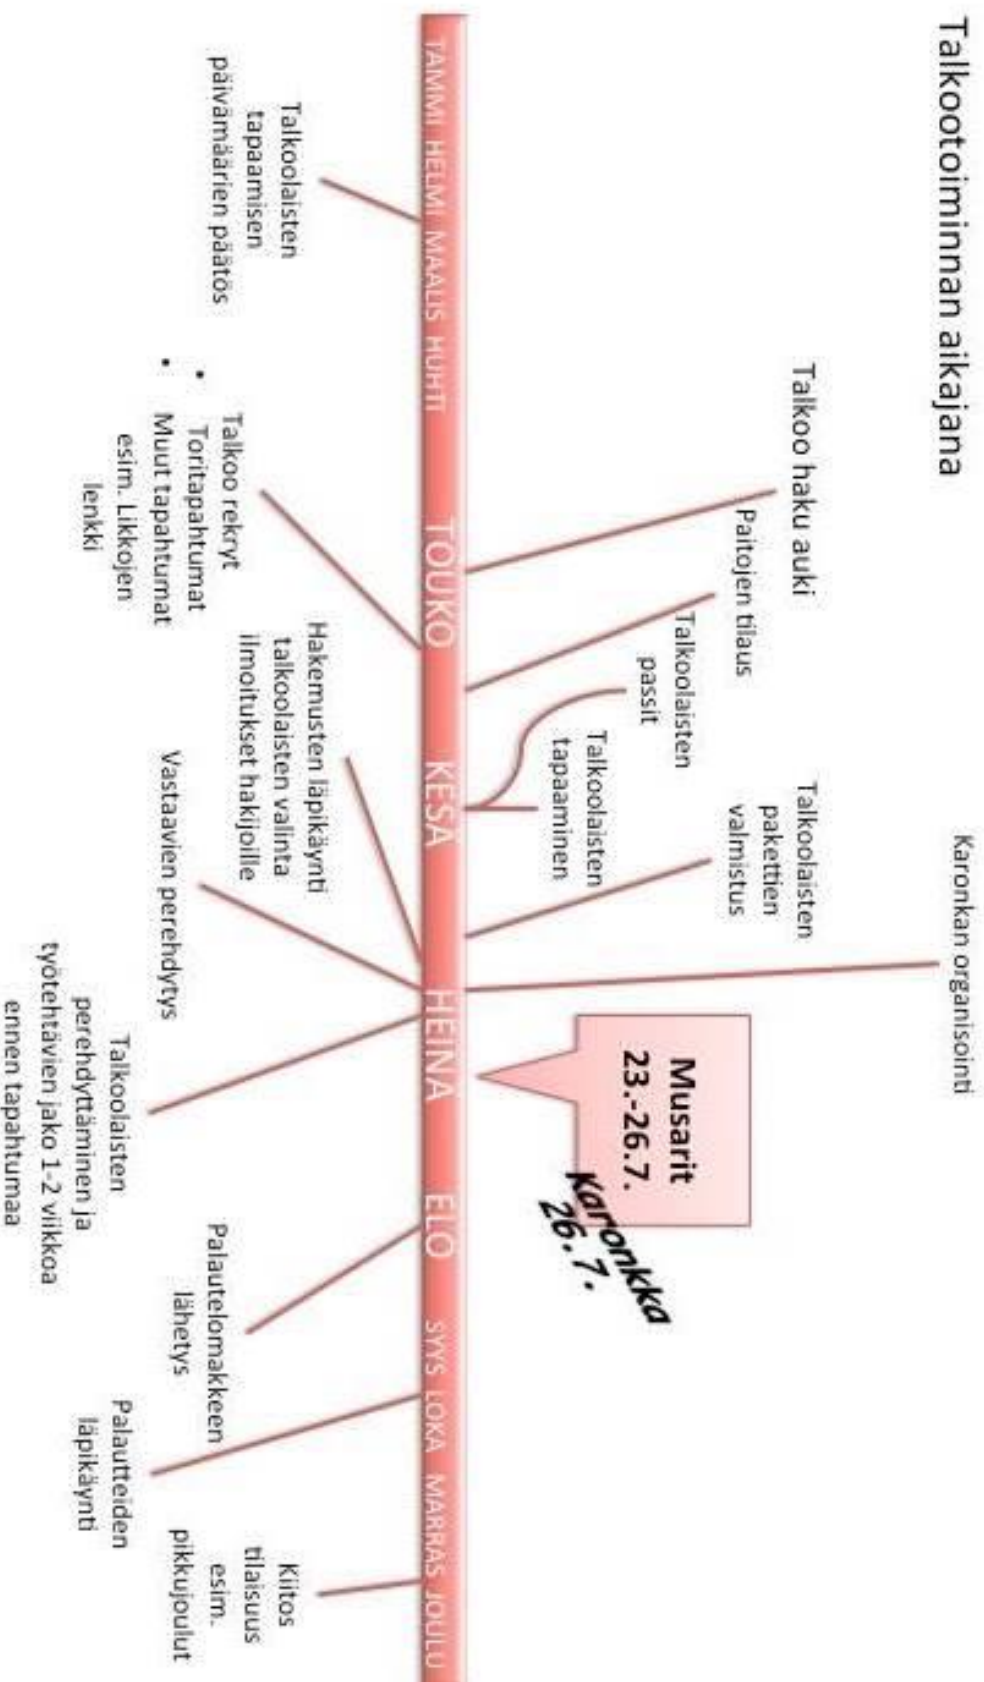 Talkootoiminnan aikajana
Karonkan organisointi
Talkoo haku auki
Paitojen tilaus
Talkoolaisten
passit
Talkoolaisten
tapaaminen
Talkoolaisten
pakettien
valmistus
Musarit
23.-26.7.
Karonkka
26.7.
TAMMI HELMI MAALIS HUHTI TOUKO KESÄ HEINÄ ELO SYYS LOKA MARRAS JOULU
Talkoolaisten
tapaamisen
päivämäärien päätös
Talkoo rekryt
• Toritapahtumat
• Muut tapahtumat
esim. Likkojen
lenkki
Hakemusten läpikäynti
talkoolaisten valinta
ilmoitukset hakijoille
Vastaavien perehdytys
Talkoolaisten
perehdyttäminen ja
työtehtävien jako 1-2 viikkoa
ennen tapahtumaa
Palautelomakkeen
lähetys
Palautteiden
läpikäynti
Kiitos
tilaisuus
esim.
pikkujoulut